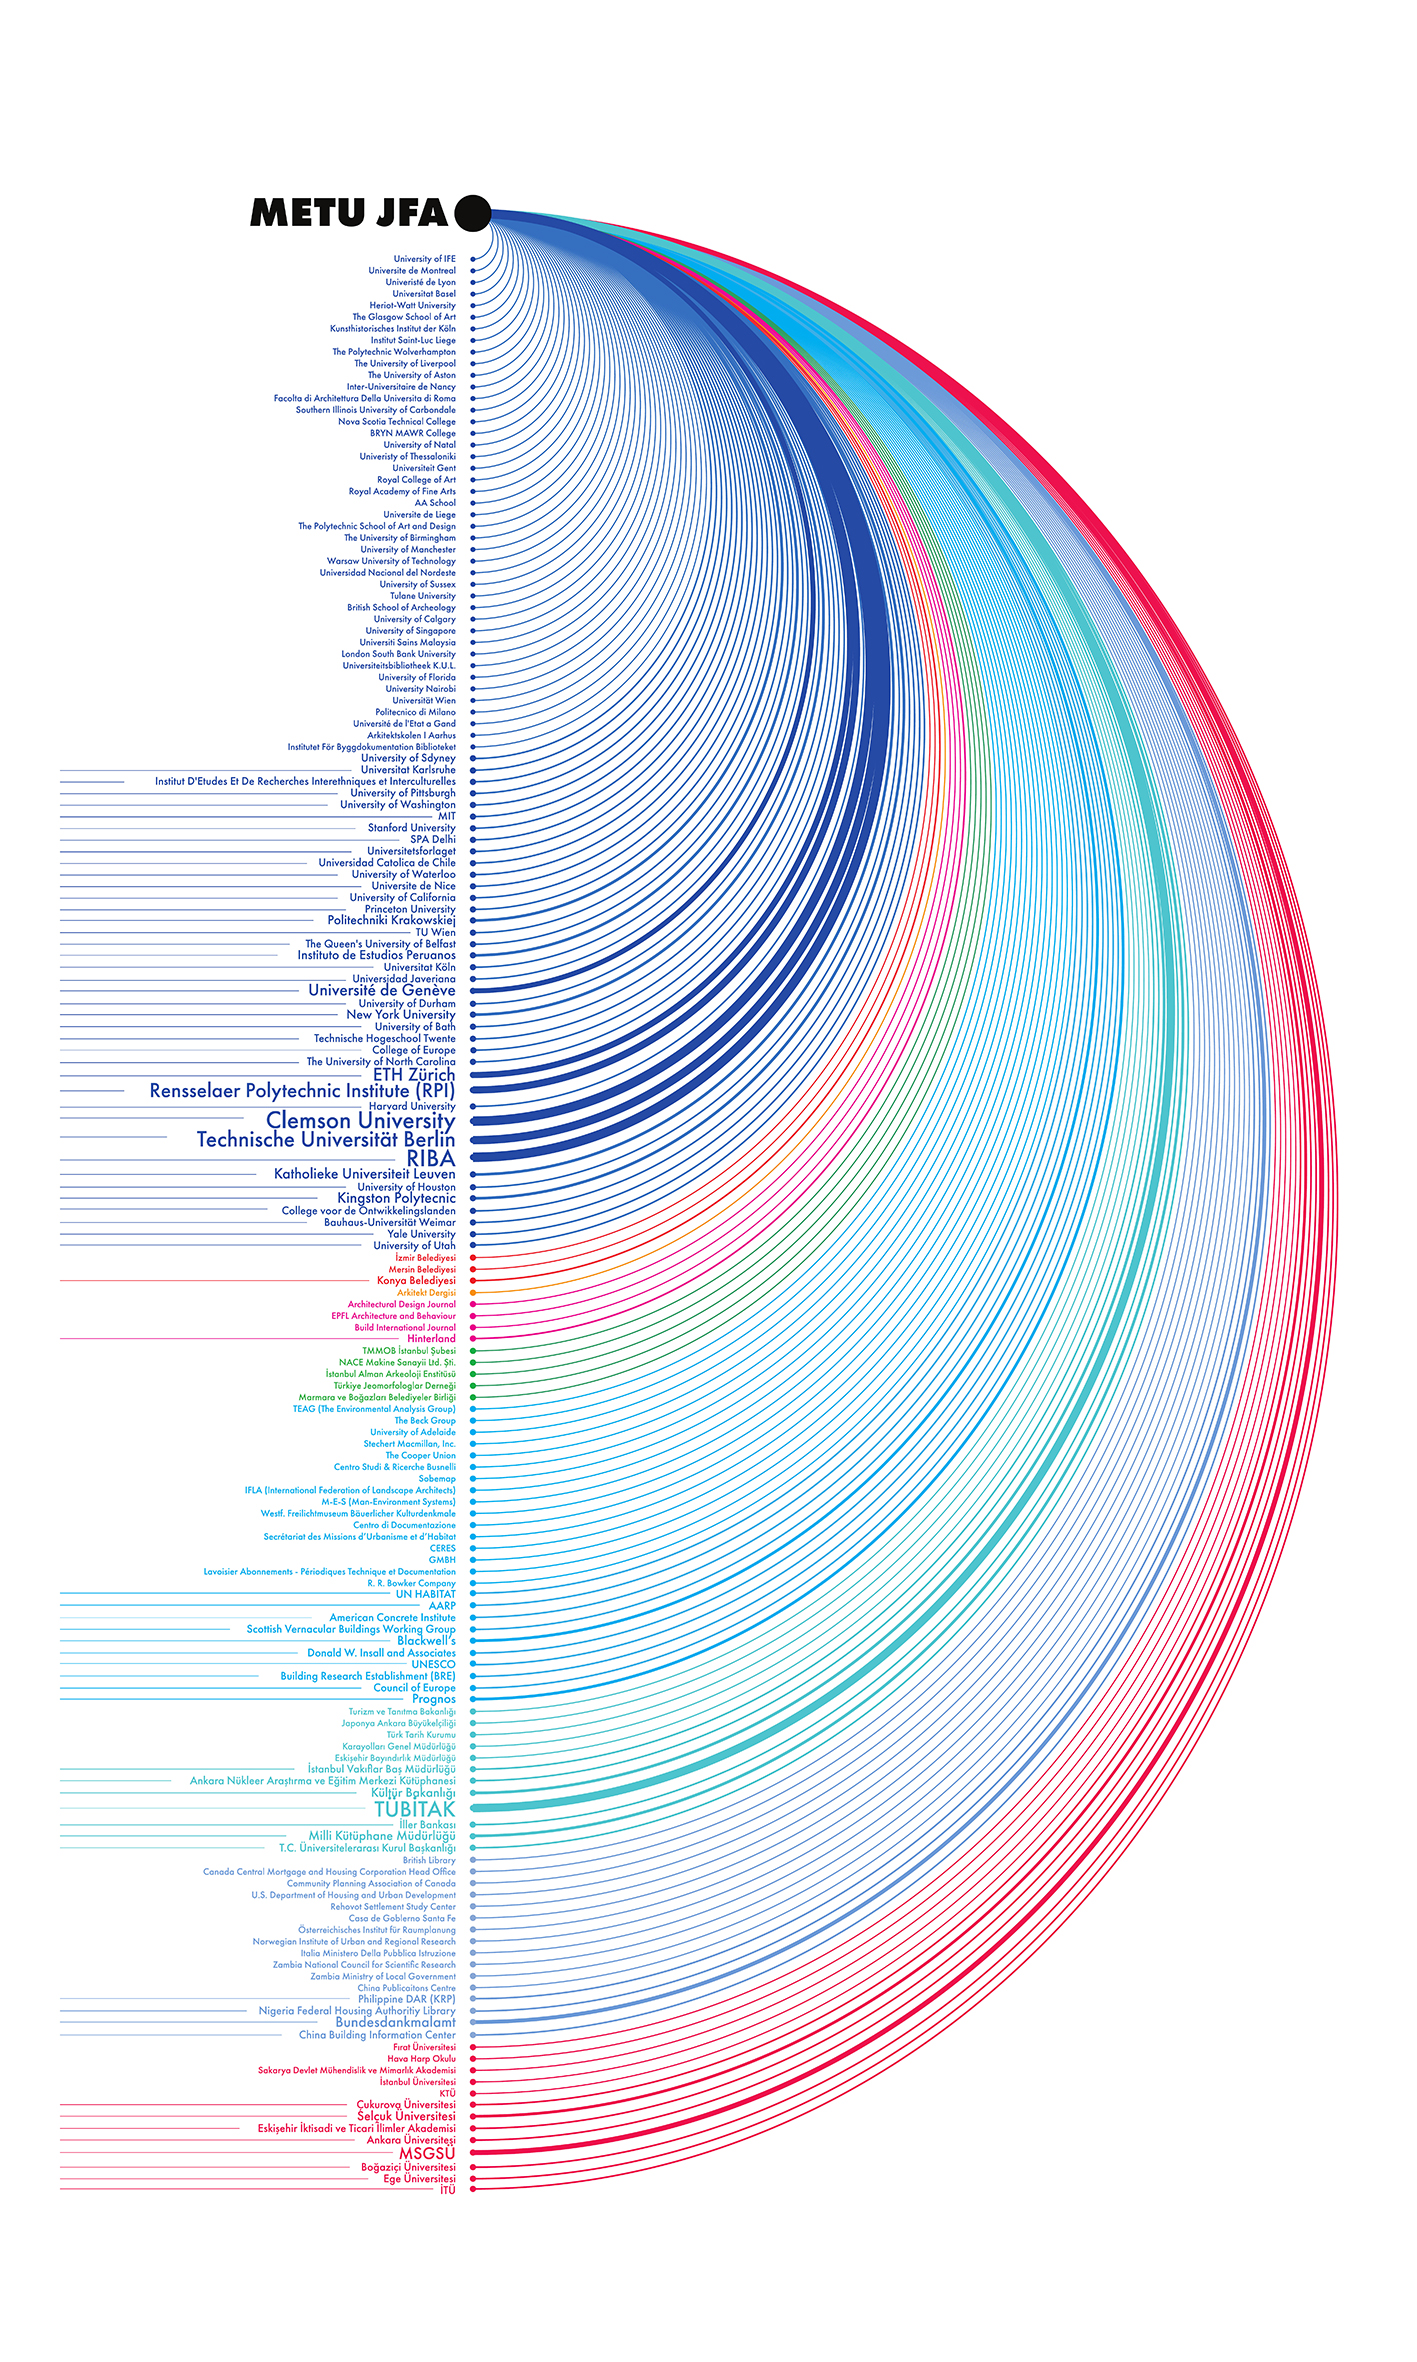 METU JFA
University of IFE
Universite de Montreal
Univeristé de Lyon
Universitat Basel
Heriot-Watt University
The Glasgow School of Art
Kunsthistorisches Institut der Köln
Institut Saint-Luc Liege
The Polytechnic Wolverhampton
The University of Liverpool
The University of Aston
Inter-Universitaire de Nancy
Facolta di Architettura Della Universita di Roma
Southern Illinois University of Carbondale
Nova Scotia Technical College
BRYN MAWR College
University of Natal
Univeristy of Thessaloniki
Universiteit Gent
Royal College of Art
Royal Academy of Fine Arts
AA School
Universite de Liege
The Polytechnic School of Art and Design
The University of Birmingham
University of Manchester
Warsaw University of Technology
Universidad Nacional del Nordeste
University of Sussex
Tulane University
British School of Archeology
University of Calgary
University of Singapore
Universiti Sains Malaysia
London South Bank University
Universiteitsbibliotheek K.U.L.
University of Florida
University Nairobi
Universität Wien
Politecnico di Milano
Université de l'Etat a Gand
Arkitektskolen I Aarhus
Institutet För Byggdokumentation Biblioteket
University of Sdyney
Universitat Karlsruhe
Institut D'Etudes Et De Recherches Interethniques et Interculturelles
University of Pittsburgh
University of Washington
MIT
Stanford University
SPA Delhi
Universitetsforlaget
Universidad Catolica de Chile
University of Waterloo
Universite de Nice
University of California
Princeton University
Politechniki Krakowskiej
TU Wien
The Queen's University of Belfast
Instituto de Estudios Peruanos
Universitat Köln
Universidad Javeriana
Université de Genève
University of Durham
New York University
University of Bath
Technische Hogeschool Twente
College of Europe
The University of North Carolina
ETH Zürich
Rensselaer Polytechnic Institute (RPI)
Harvard University
Clemson University
Technische Universität Berlin
RIBA
Katholieke Universiteit Leuven
University of Houston
Kingston Polytecnic
College voor de Ontwikkelingslanden
Bauhaus-Universität Weimar
Yale University
University of Utah
İzmir Belediyesi
Mersin Belediyesi
Konya Belediyesi
Arkitekt Dergisi
Architectural Design Journal
EPFL Architecture and Behaviour
Build International Journal
Hinterland
TMMOB İstanbul Şubesi
NACE Makine Sanayii Ltd. Şti.
İstanbul Alman Arkeoloji Enstitüsü
Türkiye Jeomorfologlar Derneği
Marmara ve Boğazları Belediyeler Birliği
TEAG (The Environmental Analysis Group)
The Beck Group
University of Adelaide
Stechert Macmillan, Inc.
The Cooper Union
Centro Studi & Ricerche Busnelli
Sobemap
IFLA (International Federation of Landscape Architects)
M-E-S (Man-Environment Systems)
Westf. Freilichtmuseum Bäuerlicher Kulturdenkmale
Centro di Documentazione
Secrétariat des Missions d'Urbanisme et d'Habitat
CERES
GMBH
Lavoisier Abonnements - Périodiques Technique et Documentation
R. R. Bowker Company
UN HABITAT
AARP
American Concrete Institute
Scottish Vernacular Buildings Working Group
Blackwell's
Donald W. Insall and Associates
UNESCO
Building Research Establishment (BRE)
Council of Europe
Prognos
Turizm ve Tanıtma Bakanlığı
Japonya Ankara Büyükelçiliği
Türk Tarih Kurumu
Karayolları Genel Müdürlüğü
Eskişehir Bayındırlık Müdürlüğü
İstanbul Vakıflar Baş Müdürlüğü
Ankara Nükleer Araştırma ve Eğitim Merkezi Kütüphanesi
Kültür Bakanlığı
TÜBİTAK
İller Bankası
Milli Kütüphane Müdürlüğü
T.C. Üniversitelerarası Kurul Başkanlığı
British Library
Canada Central Mortgage and Housing Corporation Head Office
Community Planning Association of Canada
U.S. Department of Housing and Urban Development
Rehovot Settlement Study Center
Casa de Goblerno Santa Fe
Österreichisches Institut für Raumplanung
Norwegian Institute of Urban and Regional Research
Italia Ministero Della Pubblica Istruzione
Zambia National Council for Scientific Research
Zambia Ministry of Local Government
China Publicaitons Centre
Philippine DAR (KRP)
Nigeria Federal Housing Authoritiy Library
Bundesdankmalamt
China Building Information Center
Fırat Üniversitesi
Hava Harp Okulu
Sakarya Devlet Mühendislik ve Mimarlık Akademisi
İstanbul Üniversitesi
KTÜ
Çukurova Üniversitesi
Selçuk Üniversitesi
Eskişehir İktisadi ve Ticari İlimler Akademisi
Ankara Üniversitesi
MSGSÜ
Boğaziçi Üniversitesi
Ege Üniversitesi
İTÜ